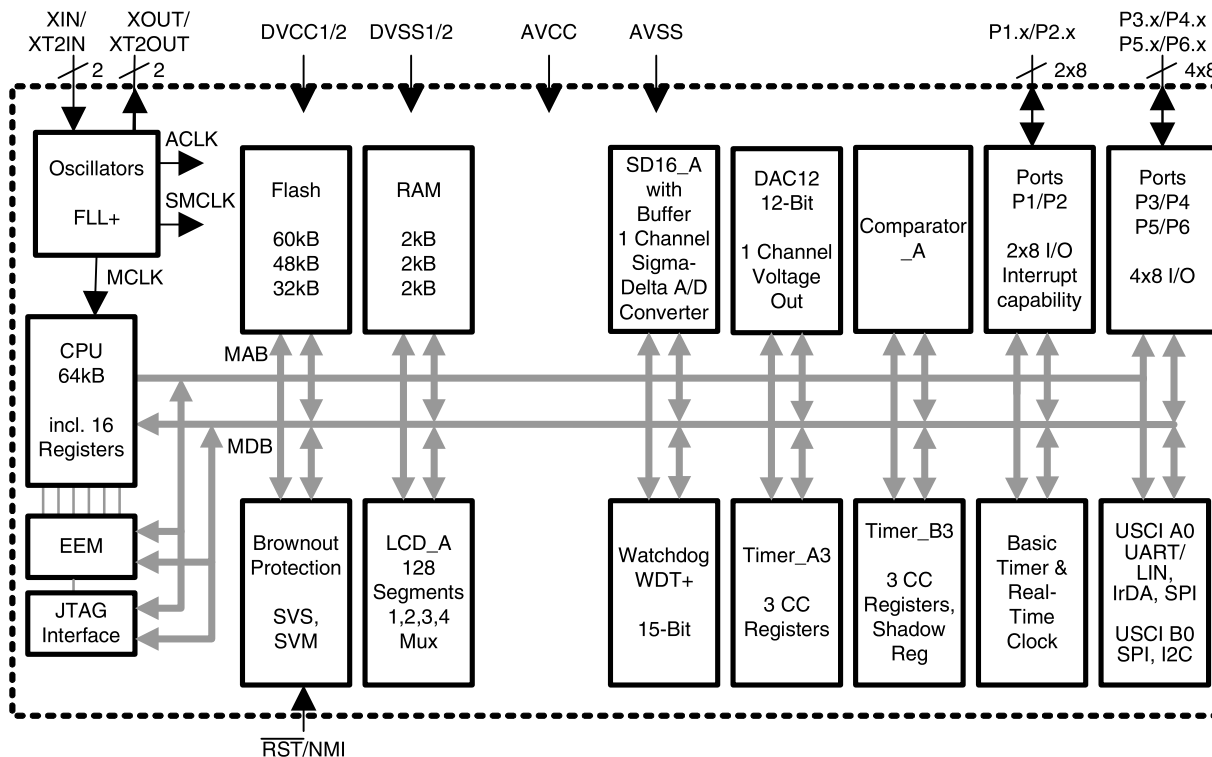 XIN/
XT2IN
XOUT/
XT2OUT
DVCC1/2
DVSS1/2
AVCC
AVSS
P1.x/P2.x
P3.x/P4.x
P5.x/P6.x
2
2
2x8
4x8
Oscillators
FLL+
ACLK
SMCLK
MCLK
Flash
60kB
48kB
32kB
RAM
2kB
2kB
2kB
SD16_A
with
Buffer
1 Channel
Sigma-
Delta A/D
Converter
DAC12
12-Bit
1 Channel
Voltage
Out
Comparator
_A
Ports
P1/P2
2x8 I/O
Interrupt
capability
Ports
P3/P4
P5/P6
4x8 I/O
CPU
64kB
incl. 16
Registers
MAB
MDB
EEM
JTAG
Interface
Brownout
Protection
SVS,
SVM
LCD_A
128
Segments
1,2,3,4
Mux
Watchdog
WDT+
15-Bit
Timer_A3
3 CC
Registers
Timer_B3
3 CC
Registers,
Shadow
Reg
Basic
Timer &
Real-
Time
Clock
USCI A0
UART/
LIN,
IrDA, SPI
USCI B0
SPI, I2C
RST/NMI